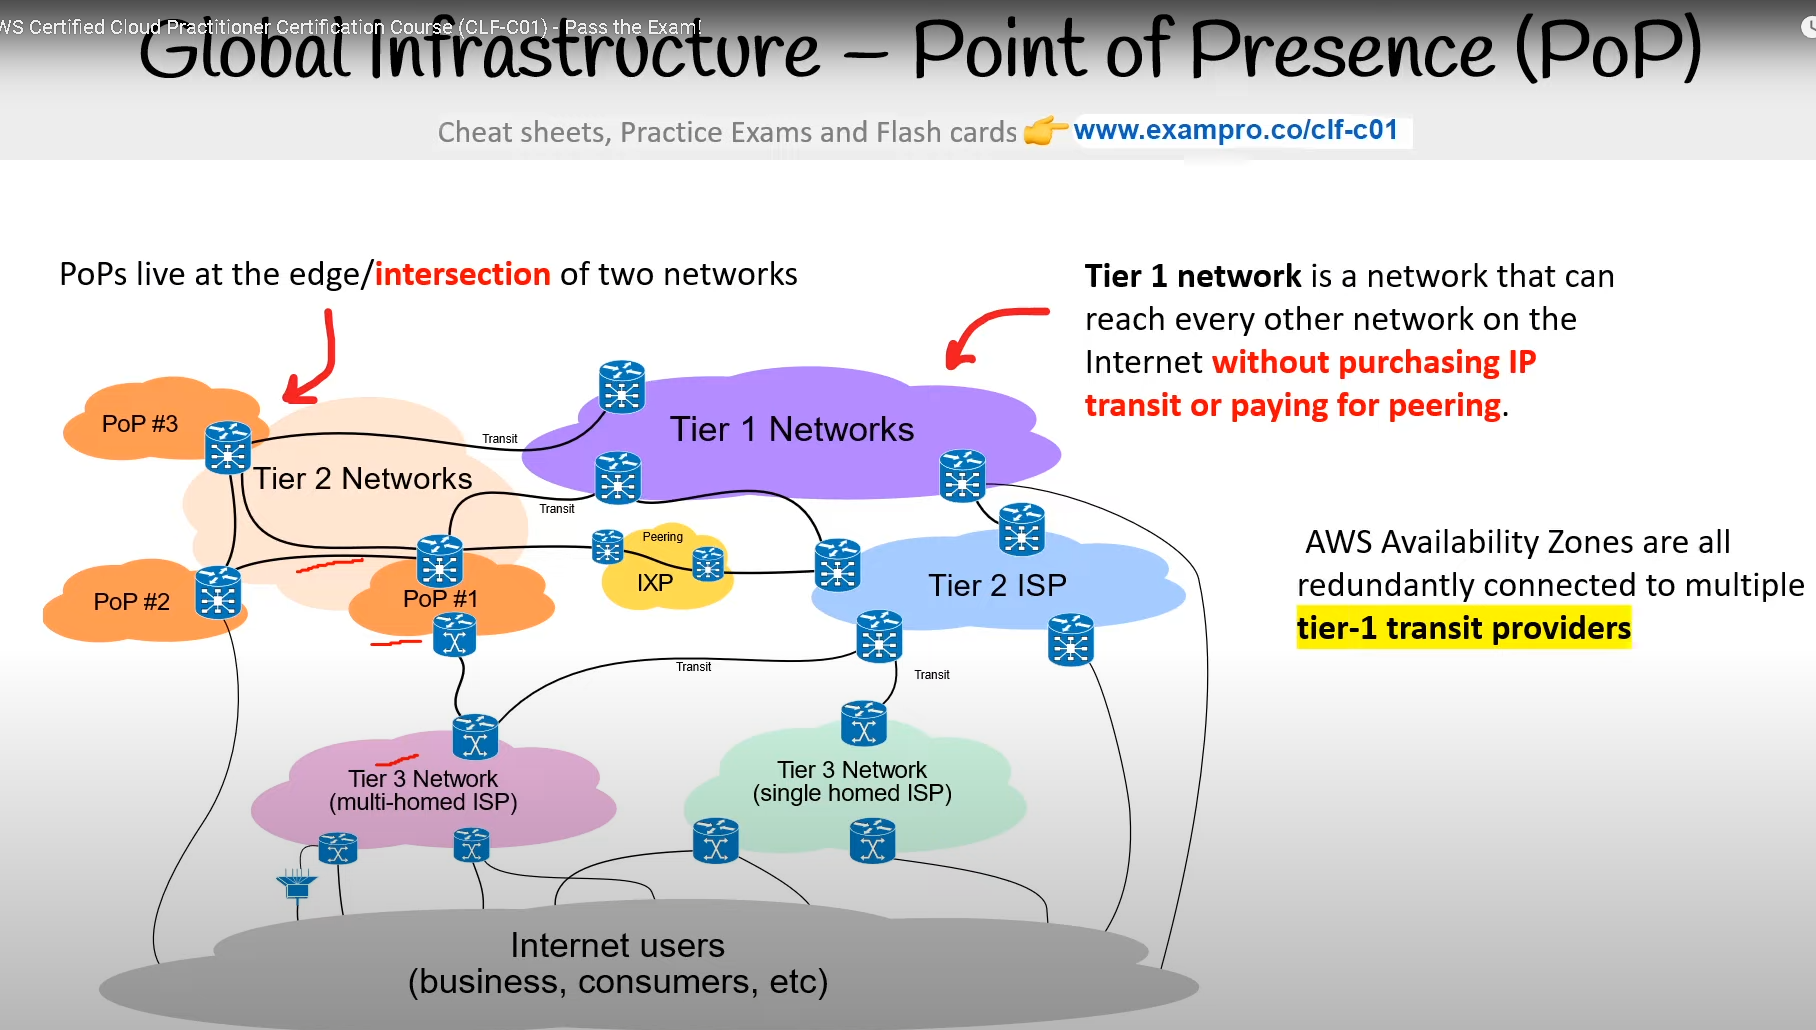 WS Certified Cloud Practitioner Certification Course (CLF-C01) - Pass the Exam!
Global Infrastructure – Point of Presence (PoP)
Cheat sheets, Practice Exams and Flash cards 👉 www.exampro.co/clf-c01
PoPs live at the edge/intersection of two networks
Tier 1 network is a network that can
reach every other network on the
Internet without purchasing IP
transit or paying for peering.
PoP #3
Transit
Tier 1 Networks
Tier 2 Networks
Transit
Peering
IXP
Tier 2 ISP
PoP #2
PoP #1
AWS Availability Zones are all
redundantly connected to multiple
tier-1 transit providers
Transit
Transit
Tier 3 Network
(multi-homed ISP)
Tier 3 Network
(single homed ISP)
Internet users
(business, consumers, etc)